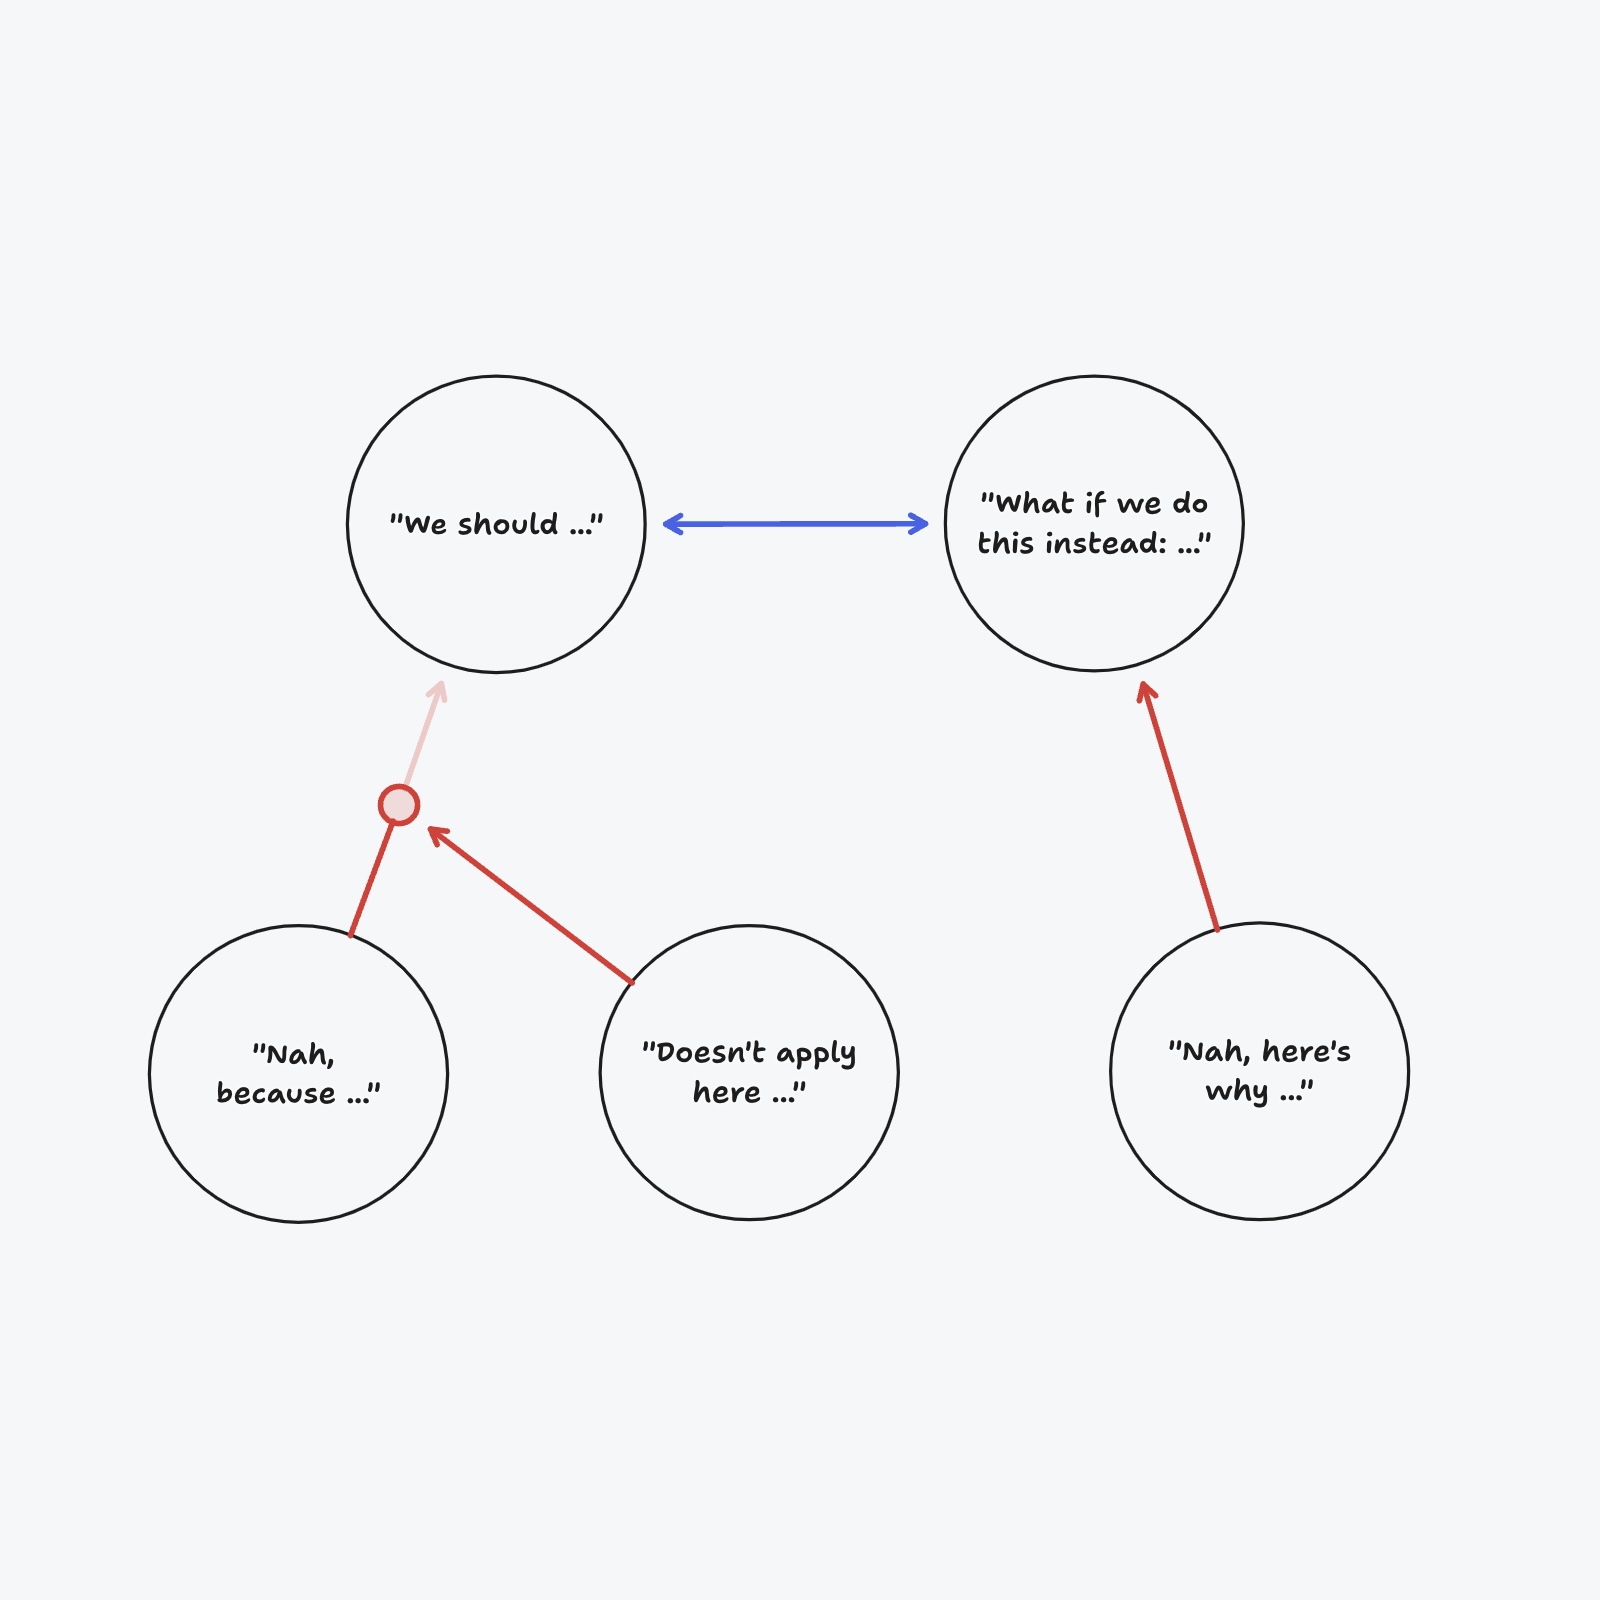 "We should ..."
"What if we do
this instead: ..."
"Nah,
because ..."
"Doesn't apply
here ..."
"Nah, here's
why ..."